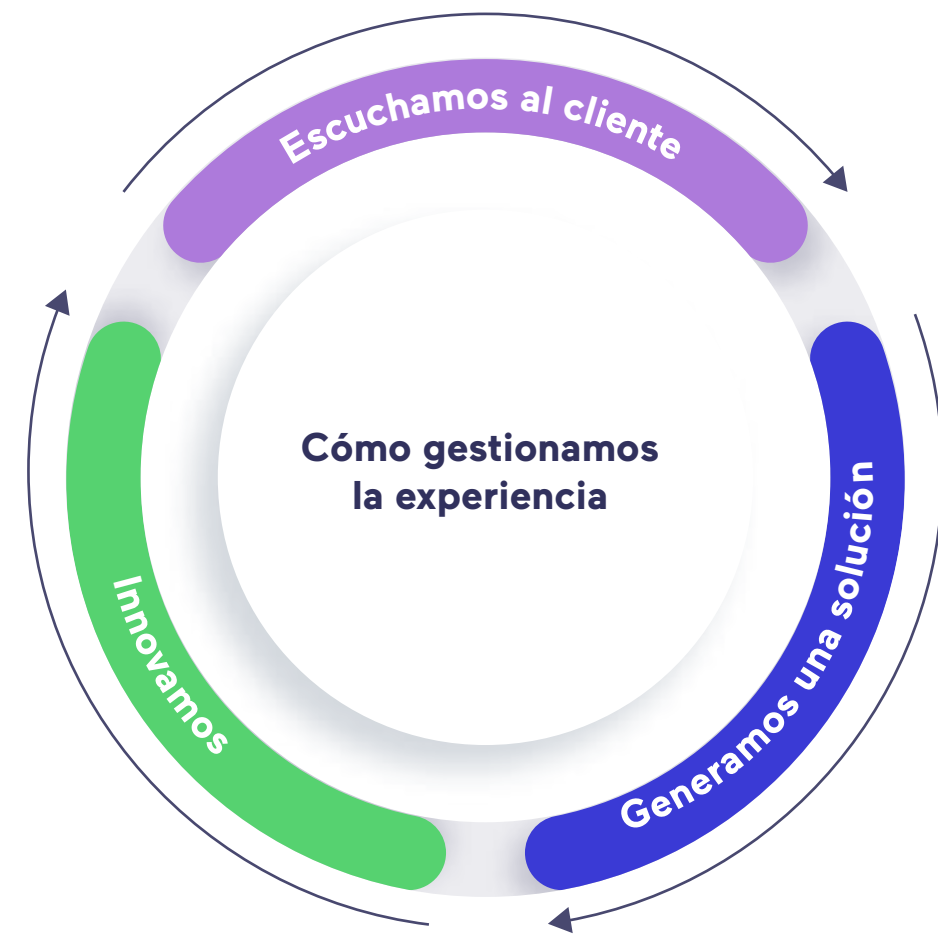 Escuchamos al cliente
Cómo gestionamos
la experiencia
Generamos una solución
Innovamos